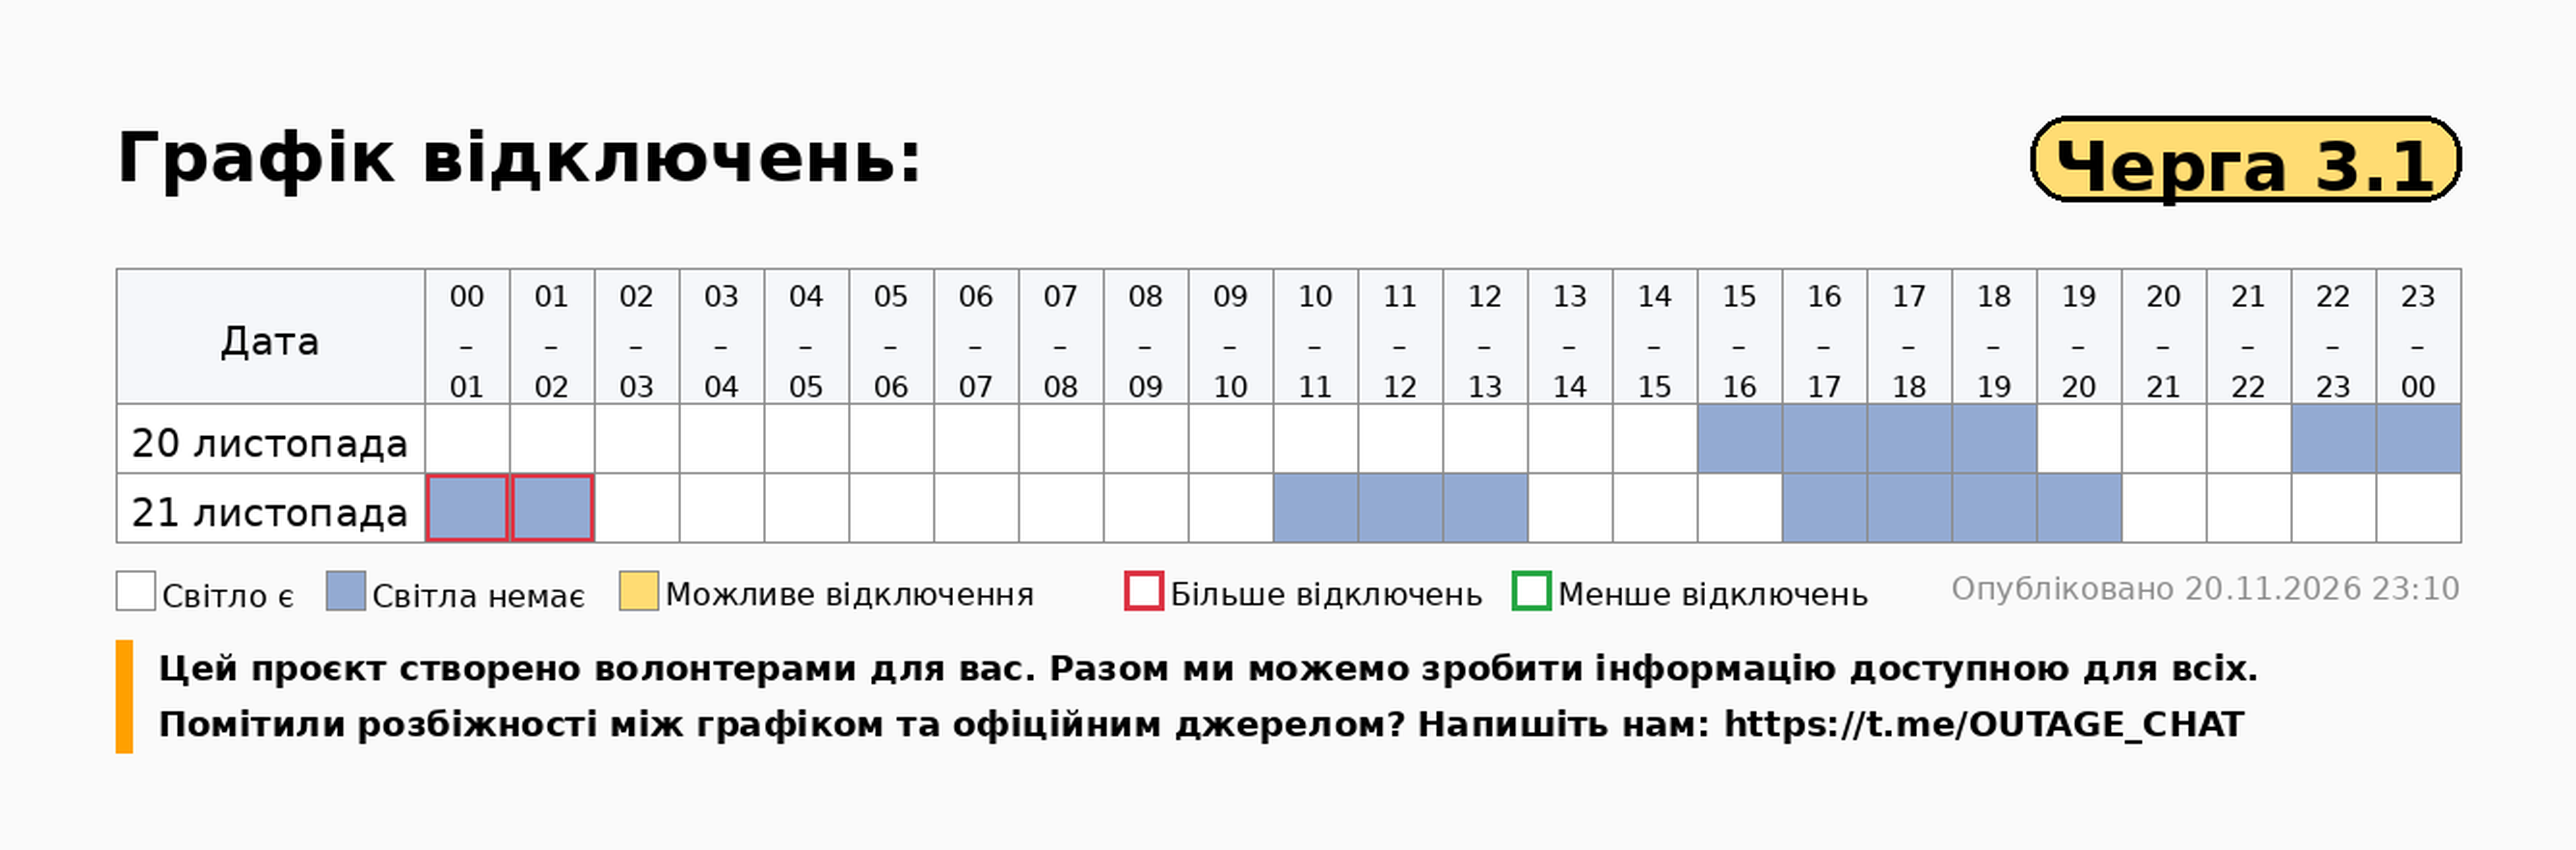 Графік відключень:
Черга 3.1
Дата 00 – 01 01 – 02 02 – 03 03 – 04 04 – 05 05 – 06 06 – 07 07 – 08 08 – 09 09 – 10 10 – 11 11 – 12 12 – 13 13 – 14 14 – 15 15 – 16 16 – 17 17 – 18 18 – 19 19 – 20 20 – 21 21 – 22 22 – 23 23 – 00
20 листопада
21 листопада
Світло є Світла немає Можливе відключення Більше відключень Менше відключень Опубліковано 20.11.2026 23:10
Цей проєкт створено волонтерами для вас. Разом ми можемо зробити інформацію доступною для всіх.
Помітили розбіжності між графіком та офіційним джерелом? Напишіть нам: https://t.me/OUTAGE_CHAT